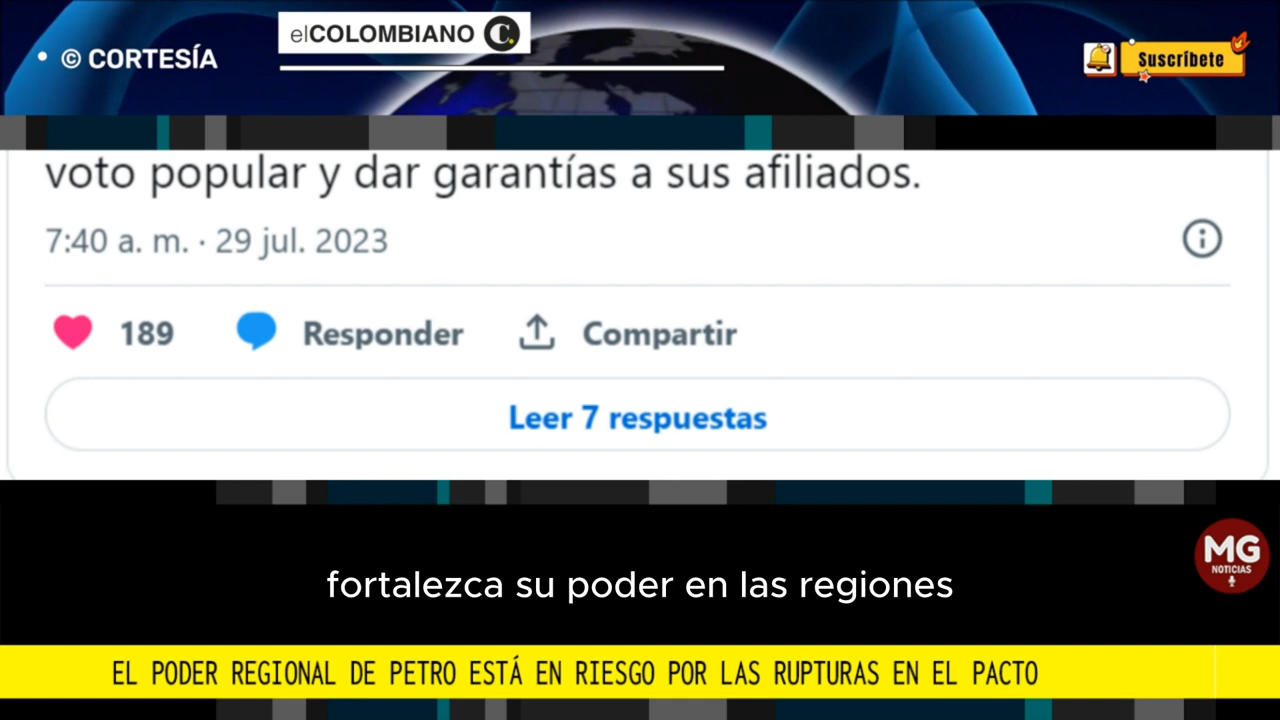 © CORTESÍA
elCOLOMBIANO C.
Suscríbete
voto popular y dar garantías a sus afiliados.
7:40 a. m. · 29 jul. 2023
189 Responder Compartir
Leer 7 respuestas
MG
NOTICIAS
fortalezca su poder en las regiones
EL PODER REGIONAL DE PETRO ESTÁ EN RIESGO POR LAS RUPTURAS EN EL PACTO